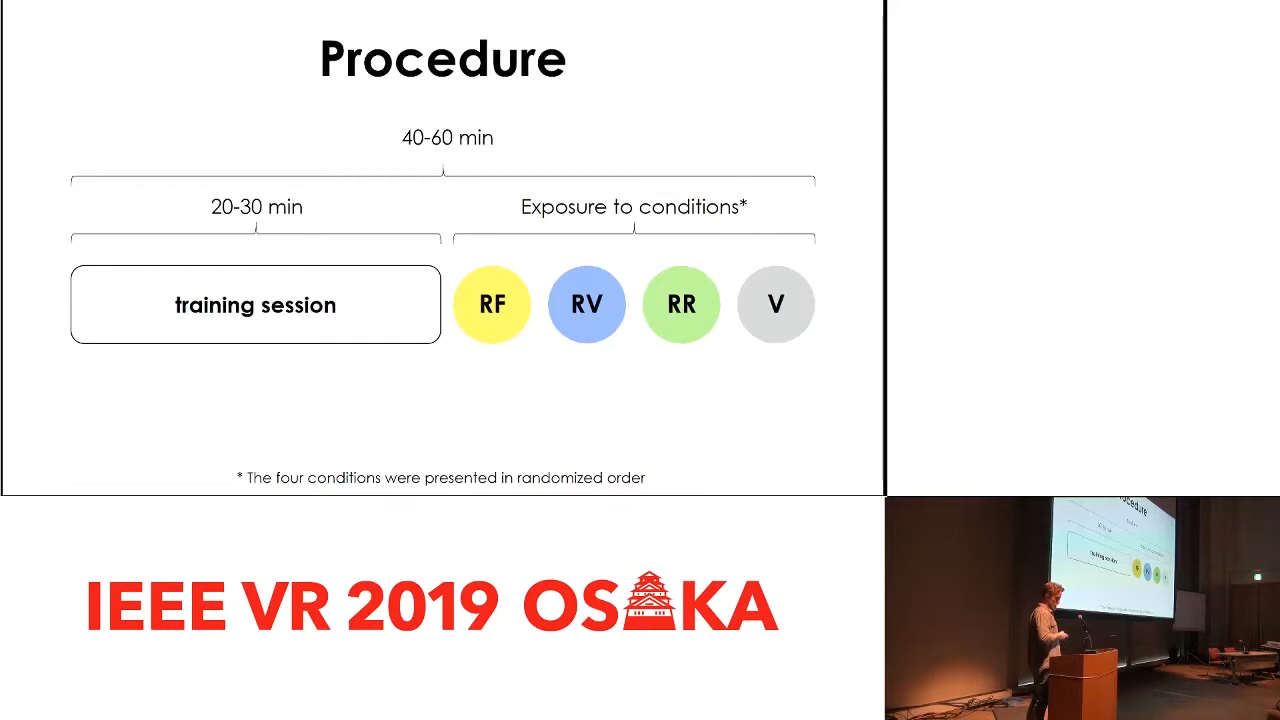 Procedure
40-60 min
20-30 min
Exposure to conditions*
training session
RF
RV
RR
V
* The four conditions were presented in randomized order
IEEE VR 2019 OSAKA